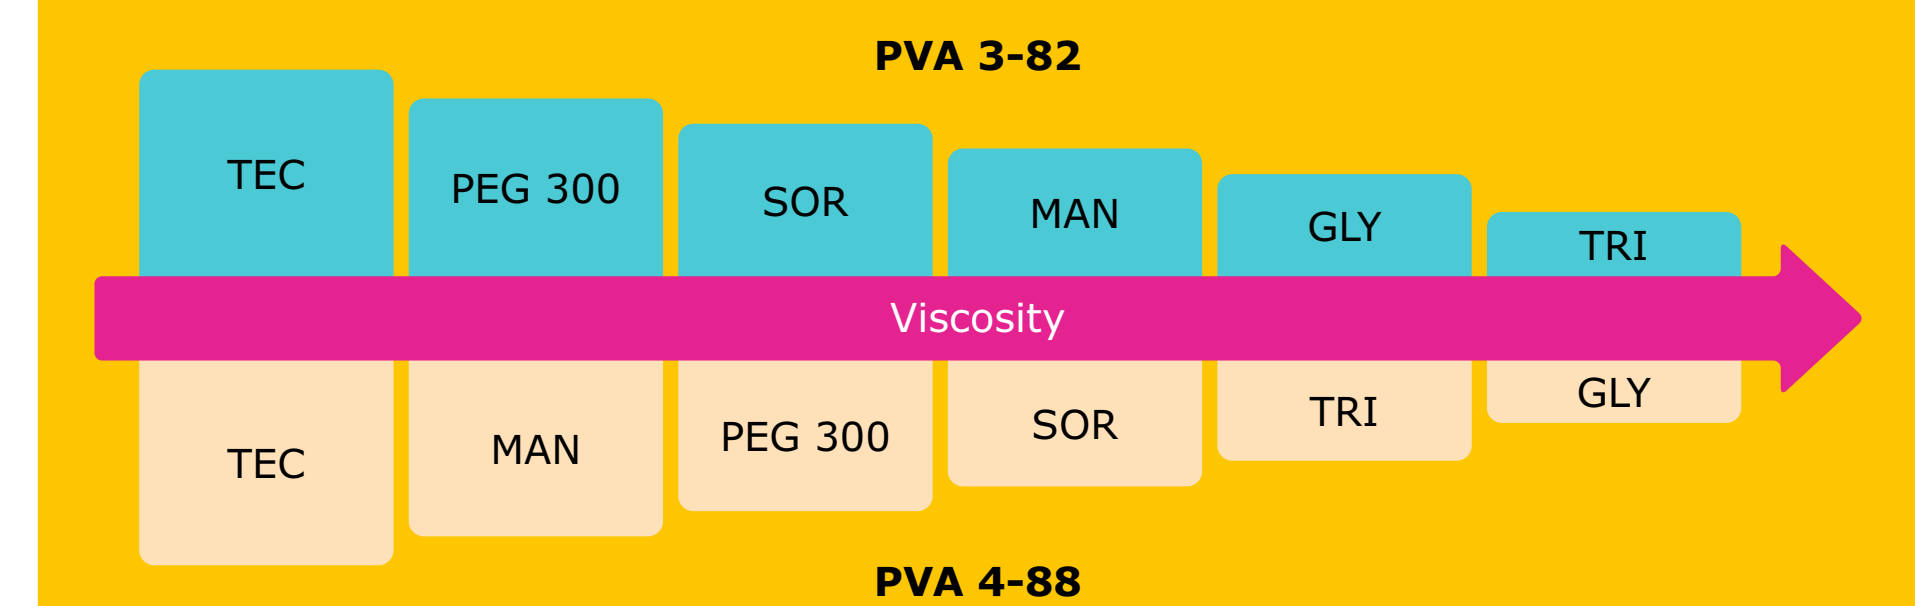 PVA 3-82
TEC
PEG 300
SOR
MAN
GLY
TRI
Viscosity
TEC
MAN
PEG 300
SOR
TRI
GLY
PVA 4-88